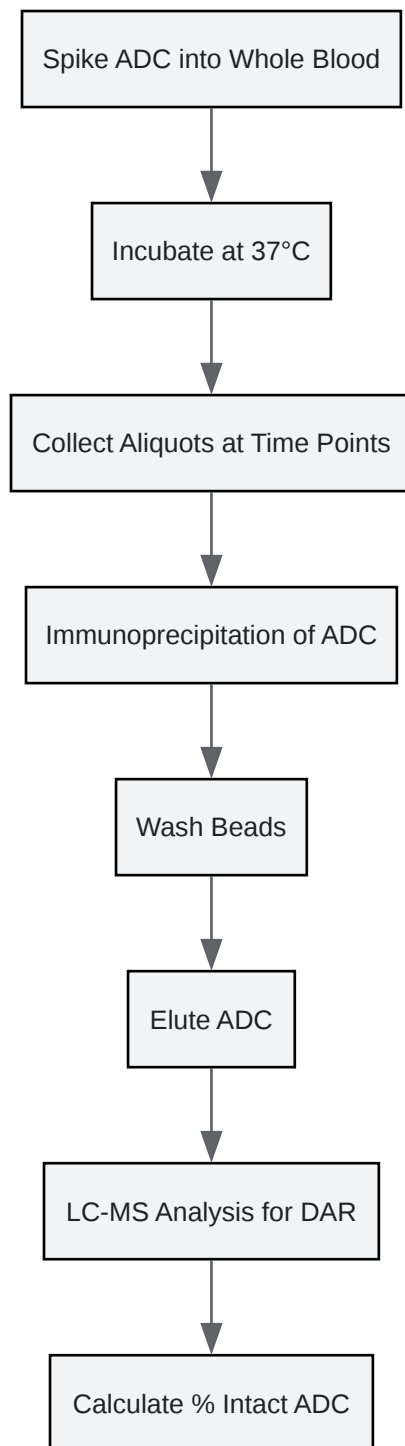 Spike ADC into Whole Blood
Incubate at 37°C
Collect Aliquots at Time Points
Immunoprecipitation of ADC
Wash Beads
Elute ADC
LC-MS Analysis for DAR
Calculate % Intact ADC